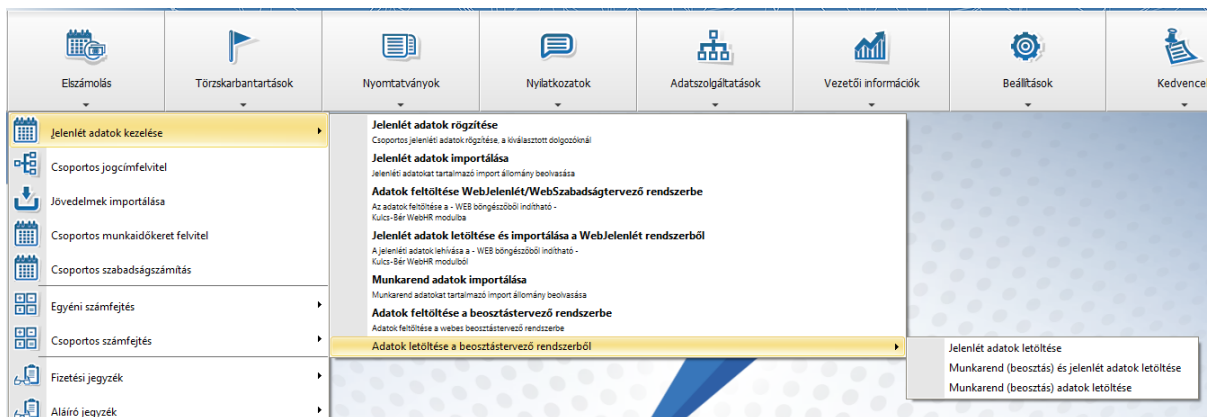 Elszámolás
Törzskarbantartások
Nyomtatványok
Nyilatkozatok
Adatszolgáltatások
Vezetői információk
Beállítások
Kedvence
Jelenlét adatok kezelése
Csoportos jogcímfelvitel
Jövedelmek importálása
Csoportos munkaidőkeret felvitel
Csoportos szabadságszámítás
Egyéni számfejtés
Csoportos számfejtés
Fizetési jegyzék
Aláíró jegyzék
Jelenlét adatok rögzítése
Csoportos jelenléti adatok rögzítése, a kiválasztott dolgozóknál
Jelenlét adatok importálása
Jelenléti adatokat tartalmazó import állomány beolvasása
Adatok feltöltése WebJelenlét/WebSzabadságtervező rendszerbe
Az adatok feltöltése a - WEB böngészőből indítható -
Kulcs-Bér WebHR modulba
Jelenlét adatok letöltése és importálása a WebJelenlét rendszerből
A jelenléti adatok lehívása a - WEB böngészőből indítható -
Kulcs-Bér WebHR modulból
Munkarend adatok importálása
Munkarend adatokat tartalmazó import állomány beolvasása
Adatok feltöltése a beosztástervező rendszerbe
Adatok feltöltése a webes beosztástervező rendszerbe
Adatok letöltése a beosztástervező rendszerből
Jelenlét adatok letöltése
Munkarend (beosztás) és jelenlét adatok letöltése
Munkarend (beosztás) adatok letöltése